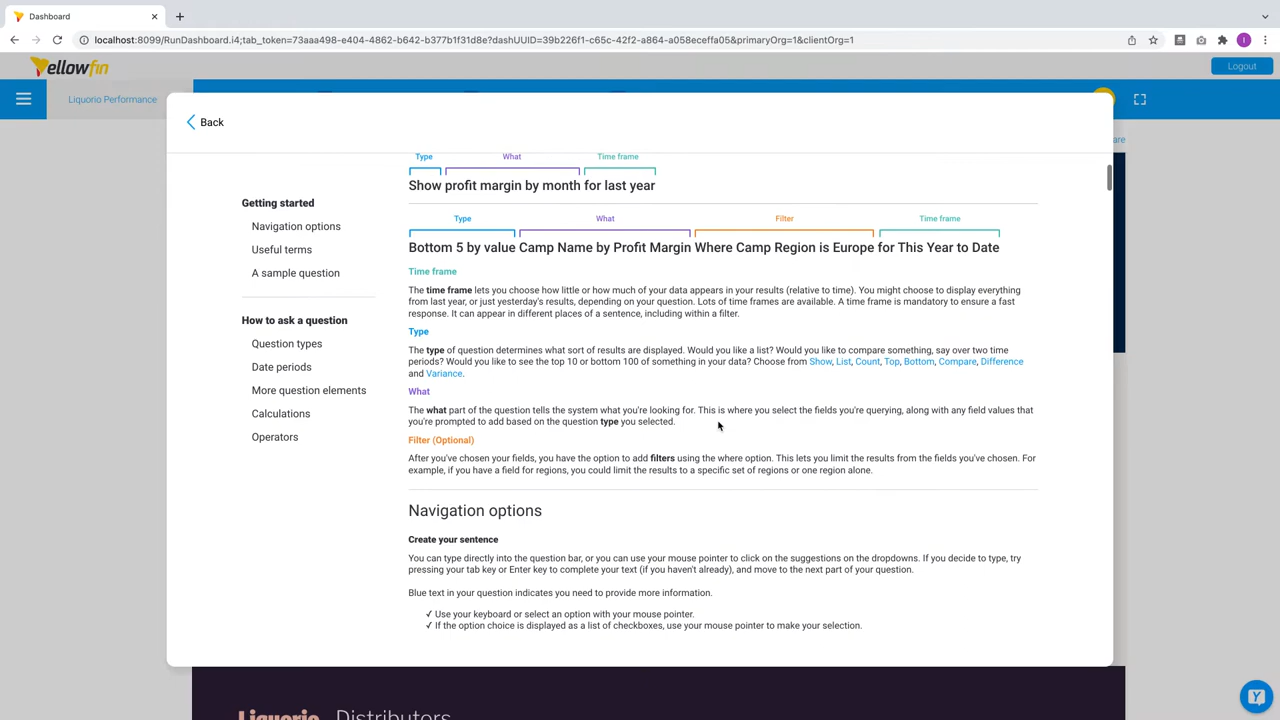 Dashboard
localhost:8099/RunDashboard.i4;tab_token=73aaa498-e404-4862-b642-b377b1f31d8e?dashUUID=39b226f1-c65c-42f2-a864-a058eceffa05&primaryOrg=1&clientOrg=1
I
Yellowfin
Logout
Liquorio Performance
Back
Getting started
Navigation options
Useful terms
A sample question
How to ask a question
Question types
Date periods
More question elements
Calculations
Operators
Type What Time frame
Show profit margin by month for last year
Type What Filter Time frame
Bottom 5 by value Camp Name by Profit Margin Where Camp Region is Europe for This Year to Date
Time frame
The time frame lets you choose how little or how much of your data appears in your results (relative to time). You might choose to display everything
from last year, or just yesterday's results, depending on your question. Lots of time frames are available. A time frame is mandatory to ensure a fast
response. It can appear in different places of a sentence, including within a filter.
Type
The type of question determines what sort of results are displayed. Would you like a list? Would you like to compare something, say over two time
periods? Would you like to see the top 10 or bottom 100 of something in your data? Choose from Show, List, Count, Top, Bottom, Compare, Difference
and Variance.
What
The what part of the question tells the system what you're looking for. This is where you select the fields you're querying, along with any field values that
you're prompted to add based on the question type you selected.
Filter (Optional)
After you've chosen your fields, you have the option to add filters using the where option. This lets you limit the results from the fields you've chosen. For
example, if you have a field for regions, you could limit the results to a specific set of regions or one region alone.
Navigation options
Create your sentence
You can type directly into the question bar, or you can use your mouse pointer to click on the suggestions on the dropdowns. If you decide to type, try
pressing your tab key or Enter key to complete your text (if you haven't already), and move to the next part of your question.
Blue text in your question indicates you need to provide more information.
✓ Use your keyboard or select an option with your mouse pointer.
✓ If the option choice is displayed as a list of checkboxes, use your mouse pointer to make your selection.
Liquorio Distributors